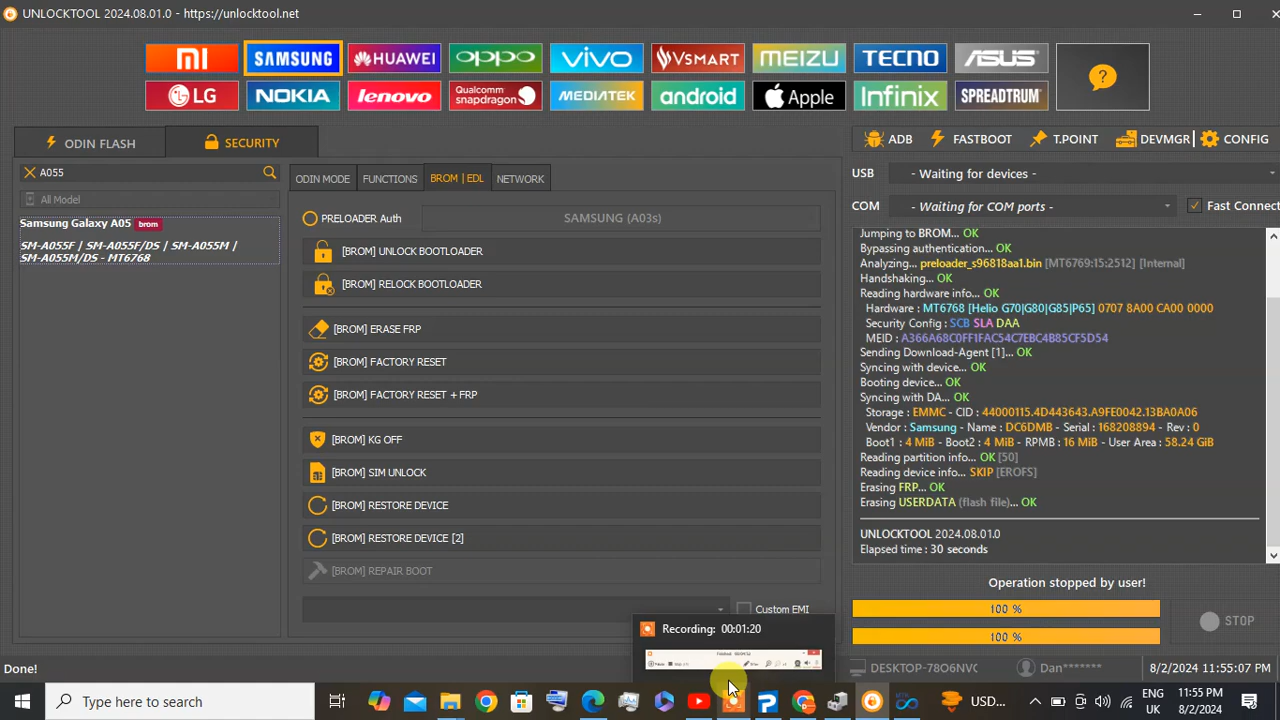 UNLOCKTOOL 2024.08.01.0 - https://unlocktool.net
mi SAMSUNG HUAWEI oppo vivo VSMART MEIZU TECNO ASUS ?
LG NOKIA lenovo Qualcomm snapdragon MEDIATEK android Apple Infinix SPREADTRUM
ODIN FLASH SECURITY
ADB FASTBOOT T.POINT DEVMGR CONFIG
A055
All Model
Samsung Galaxy A05 brom
SM-A055F | SM-A055F/DS | SM-A055M |
SM-A055M/DS - MT6768
ODIN MODE FUNCTIONS BROM | EDL NETWORK
PRELOADER Auth SAMSUNG (A03s)
[BROM] UNLOCK BOOTLOADER
[BROM] RELOCK BOOTLOADER
[BROM] ERASE FRP
[BROM] FACTORY RESET
[BROM] FACTORY RESET + FRP
[BROM] KG OFF
[BROM] SIM UNLOCK
[BROM] RESTORE DEVICE
[BROM] RESTORE DEVICE [2]
[BROM] REPAIR BOOT
Custom EMI
USB - Waiting for devices -
COM - Waiting for COM ports - Fast Connect
Jumping to BROM... OK
Bypassing authentication... OK
Analyzing... preloader_s96818aa1.bin [MT6769:15:2512] [Internal]
Handshaking... OK
Reading hardware info... OK
Hardware : MT6768 [Helio G70|G80|G85|P65] 0707 8A00 CA00 0000
Security Config : SCB SLA DAA
MEID : A366A68C0FF1FAC54C7EBC4B85CF5D54
Sending Download-Agent [1]... OK
Syncing with device... OK
Booting device... OK
Syncing with DA... OK
Storage : EMMC - CID : 44000115.4D443643.A9FE0042.13BA0A06
Vendor : Samsung - Name : DC6DMB - Serial : 168208894 - Rev : 0
Boot1 : 4 MiB - Boot2 : 4 MiB - RPMB : 16 MiB - User Area : 58.24 GiB
Reading partition info... OK [50]
Reading device info... SKIP [EROFS]
Erasing FRP... OK
Erasing USERDATA (flash file)... OK
UNLOCKTOOL 2024.08.01.0
Elapsed time : 30 seconds
Operation stopped by user!
100 %
100 %
STOP
Recording: 00:01:20
Done!
DESKTOP-78O6NVC Dan****** 8/2/2024 11:55:07 PM
Type here to search
USD...
ENG
UK
11:55 PM
8/2/2024